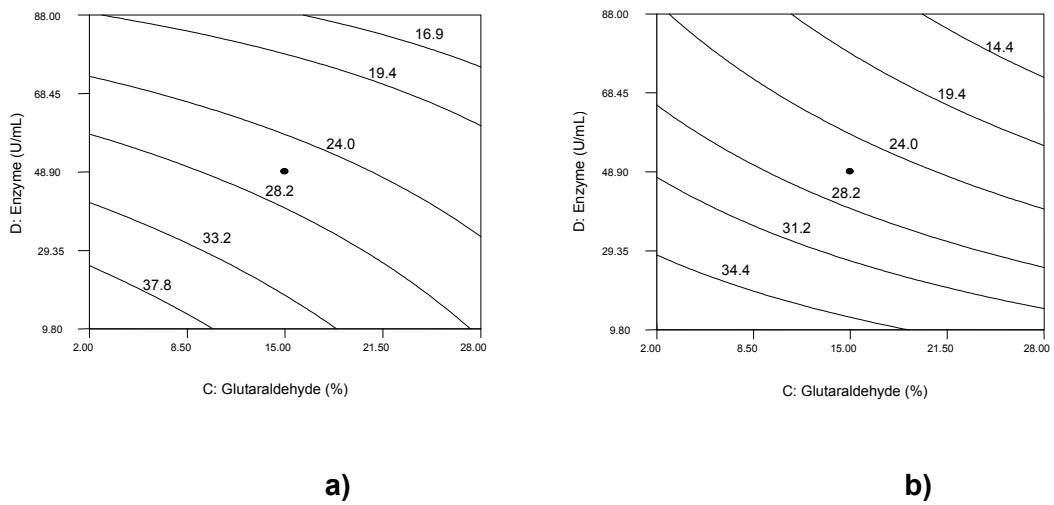 88.00
68.45
48.90
29.35
9.80
D: Enzyme (U/mL)
16.9
19.4
24.0
28.2
33.2
37.8
2.00 8.50 15.00 21.50 28.00
C: Glutaraldehyde (%)
a)
88.00
68.45
48.90
29.35
9.80
D: Enzyme (U/mL)
14.4
19.4
24.0
28.2
31.2
34.4
2.00 8.50 15.00 21.50 28.00
C: Glutaraldehyde (%)
b)